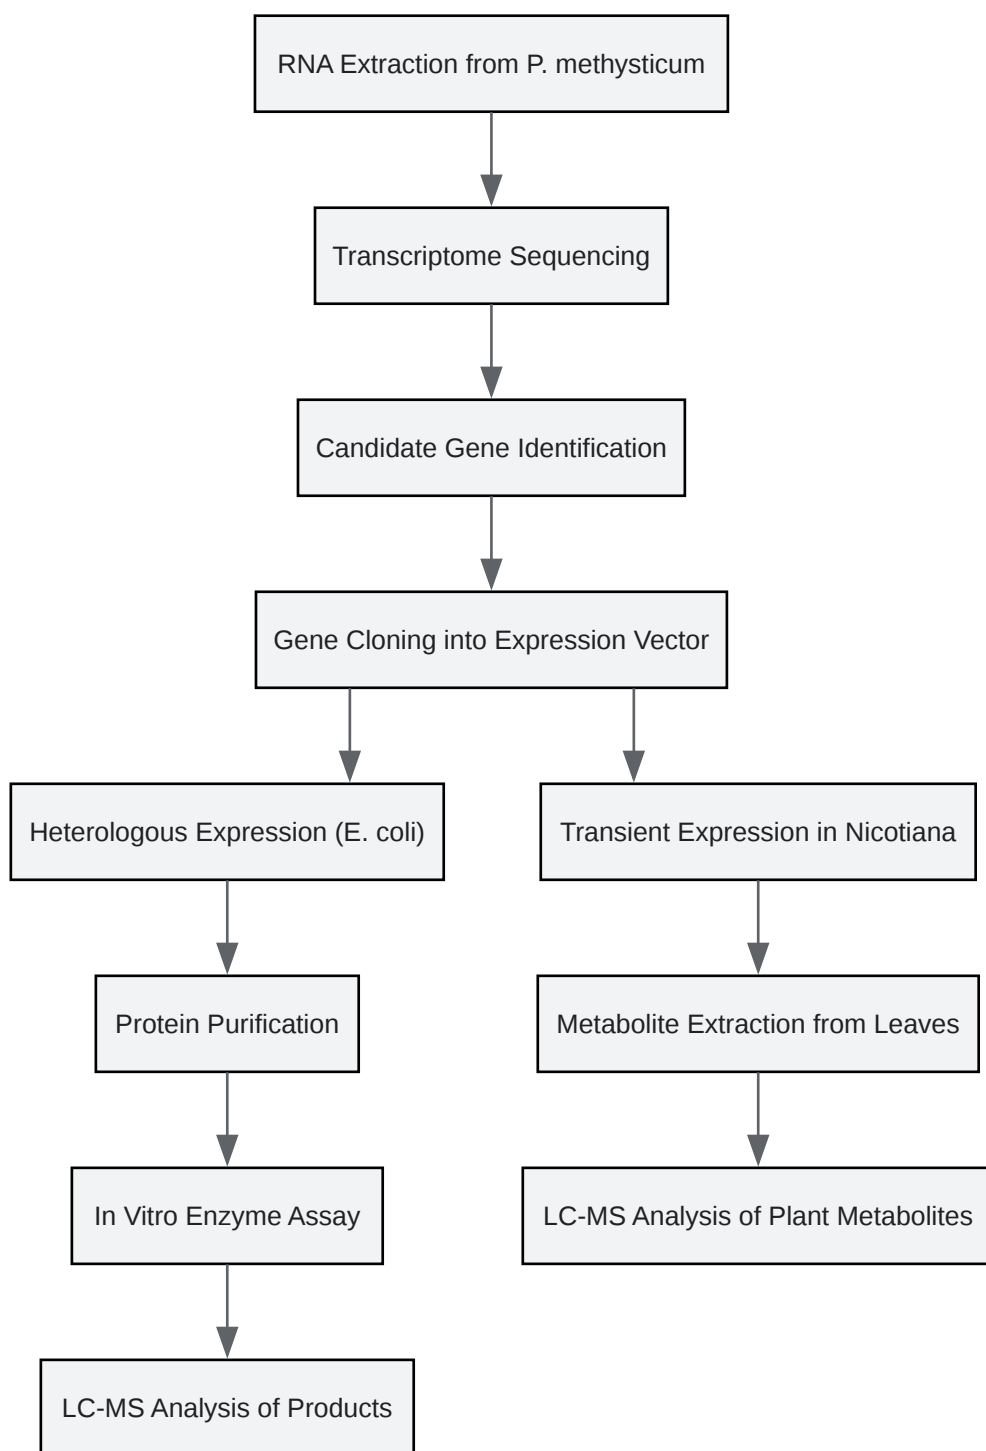 RNA Extraction from P. methysticum
Transcriptome Sequencing
Candidate Gene Identification
Gene Cloning into Expression Vector
Heterologous Expression (E. coli)
Transient Expression in Nicotiana
Protein Purification
Metabolite Extraction from Leaves
In Vitro Enzyme Assay
LC-MS Analysis of Plant Metabolites
LC-MS Analysis of Products